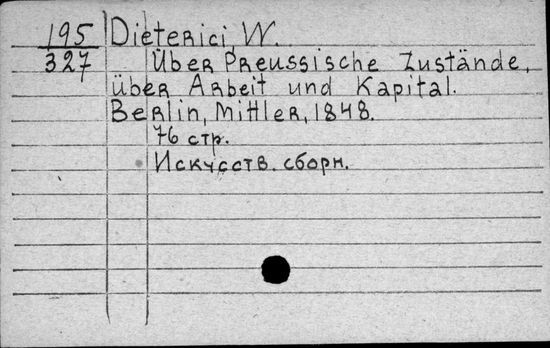 195 Dieterici W.
327 Über Preussische Zustände,
über Arbeit und Kapital.
Berlin, Mittler, 1848.
76 стр.
Искусств. сборн.